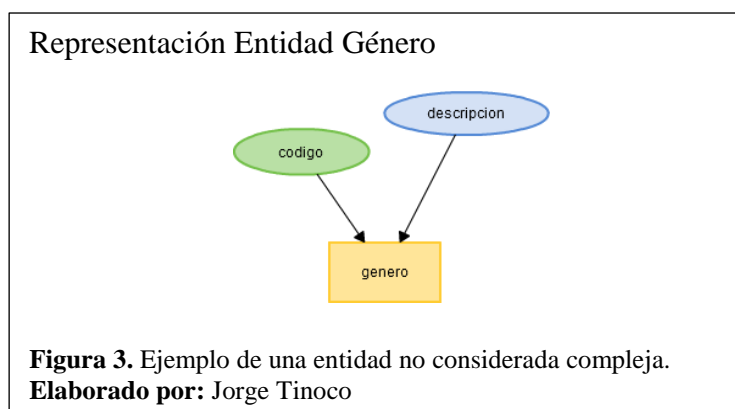 Representación Entidad Género
descripcion
codigo
genero
Figura 3. Ejemplo de una entidad no considerada compleja.
Elaborado por: Jorge Tinoco